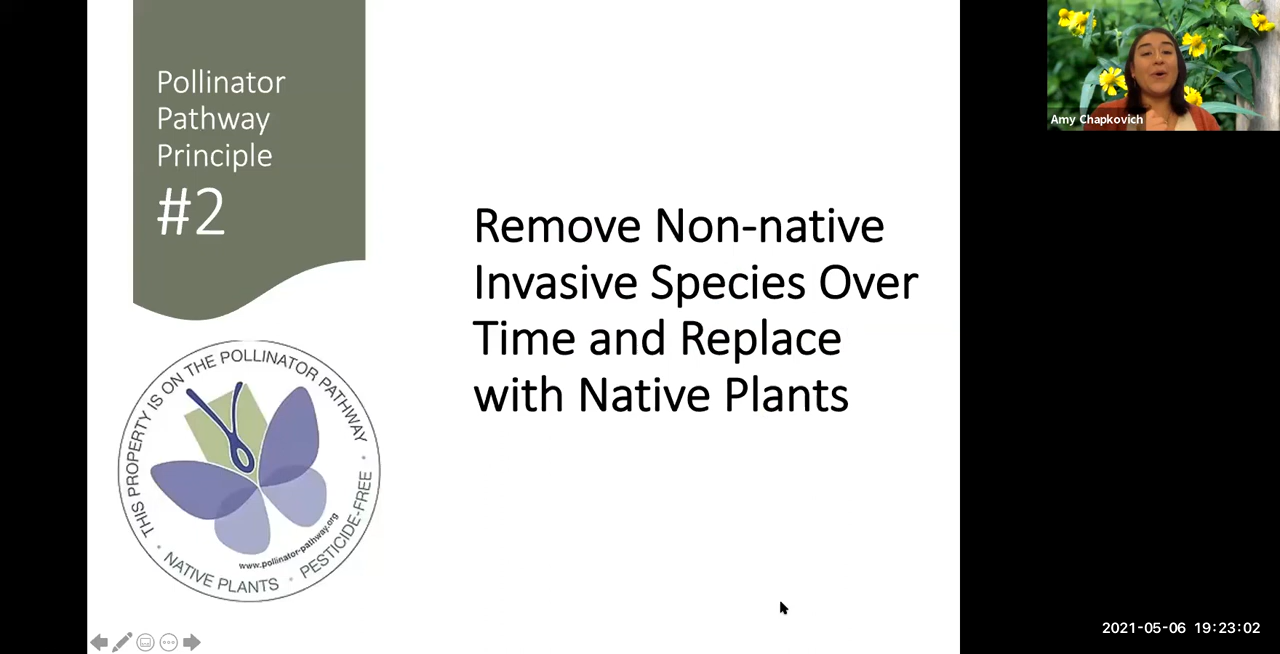 Pollinator
Pathway
Principle
#2
Remove Non-native
Invasive Species Over
Time and Replace
with Native Plants
THIS PROPERTY IS ON THE POLLINATOR PATHWAY
www.pollinator-pathway.org
• NATIVE PLANTS • PESTICIDE-FREE •
Amy Chapkovich
2021-05-06 19:23:02